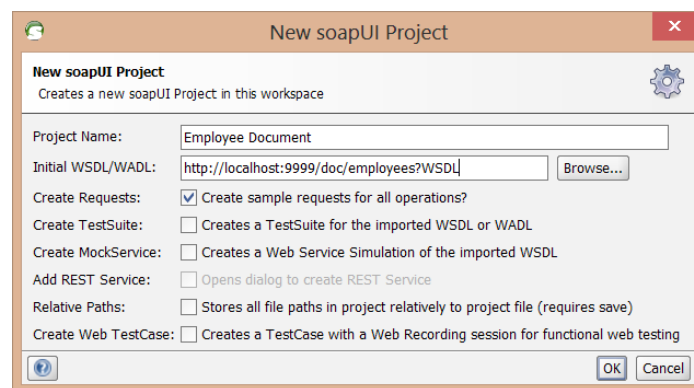 New soapUI Project
New soapUI Project
Creates a new soapUI Project in this workspace
Project Name: Employee Document
Initial WSDL/WADL: http://localhost:9999/doc/employees?WSDL Browse...
Create Requests: Create sample requests for all operations?
Create TestSuite: Creates a TestSuite for the imported WSDL or WADL
Create MockService: Creates a Web Service Simulation of the imported WSDL
Add REST Service: Opens dialog to create REST Service
Relative Paths: Stores all file paths in project relatively to project file (requires save)
Create Web TestCase: Creates a TestCase with a Web Recording session for functional web testing
OK Cancel